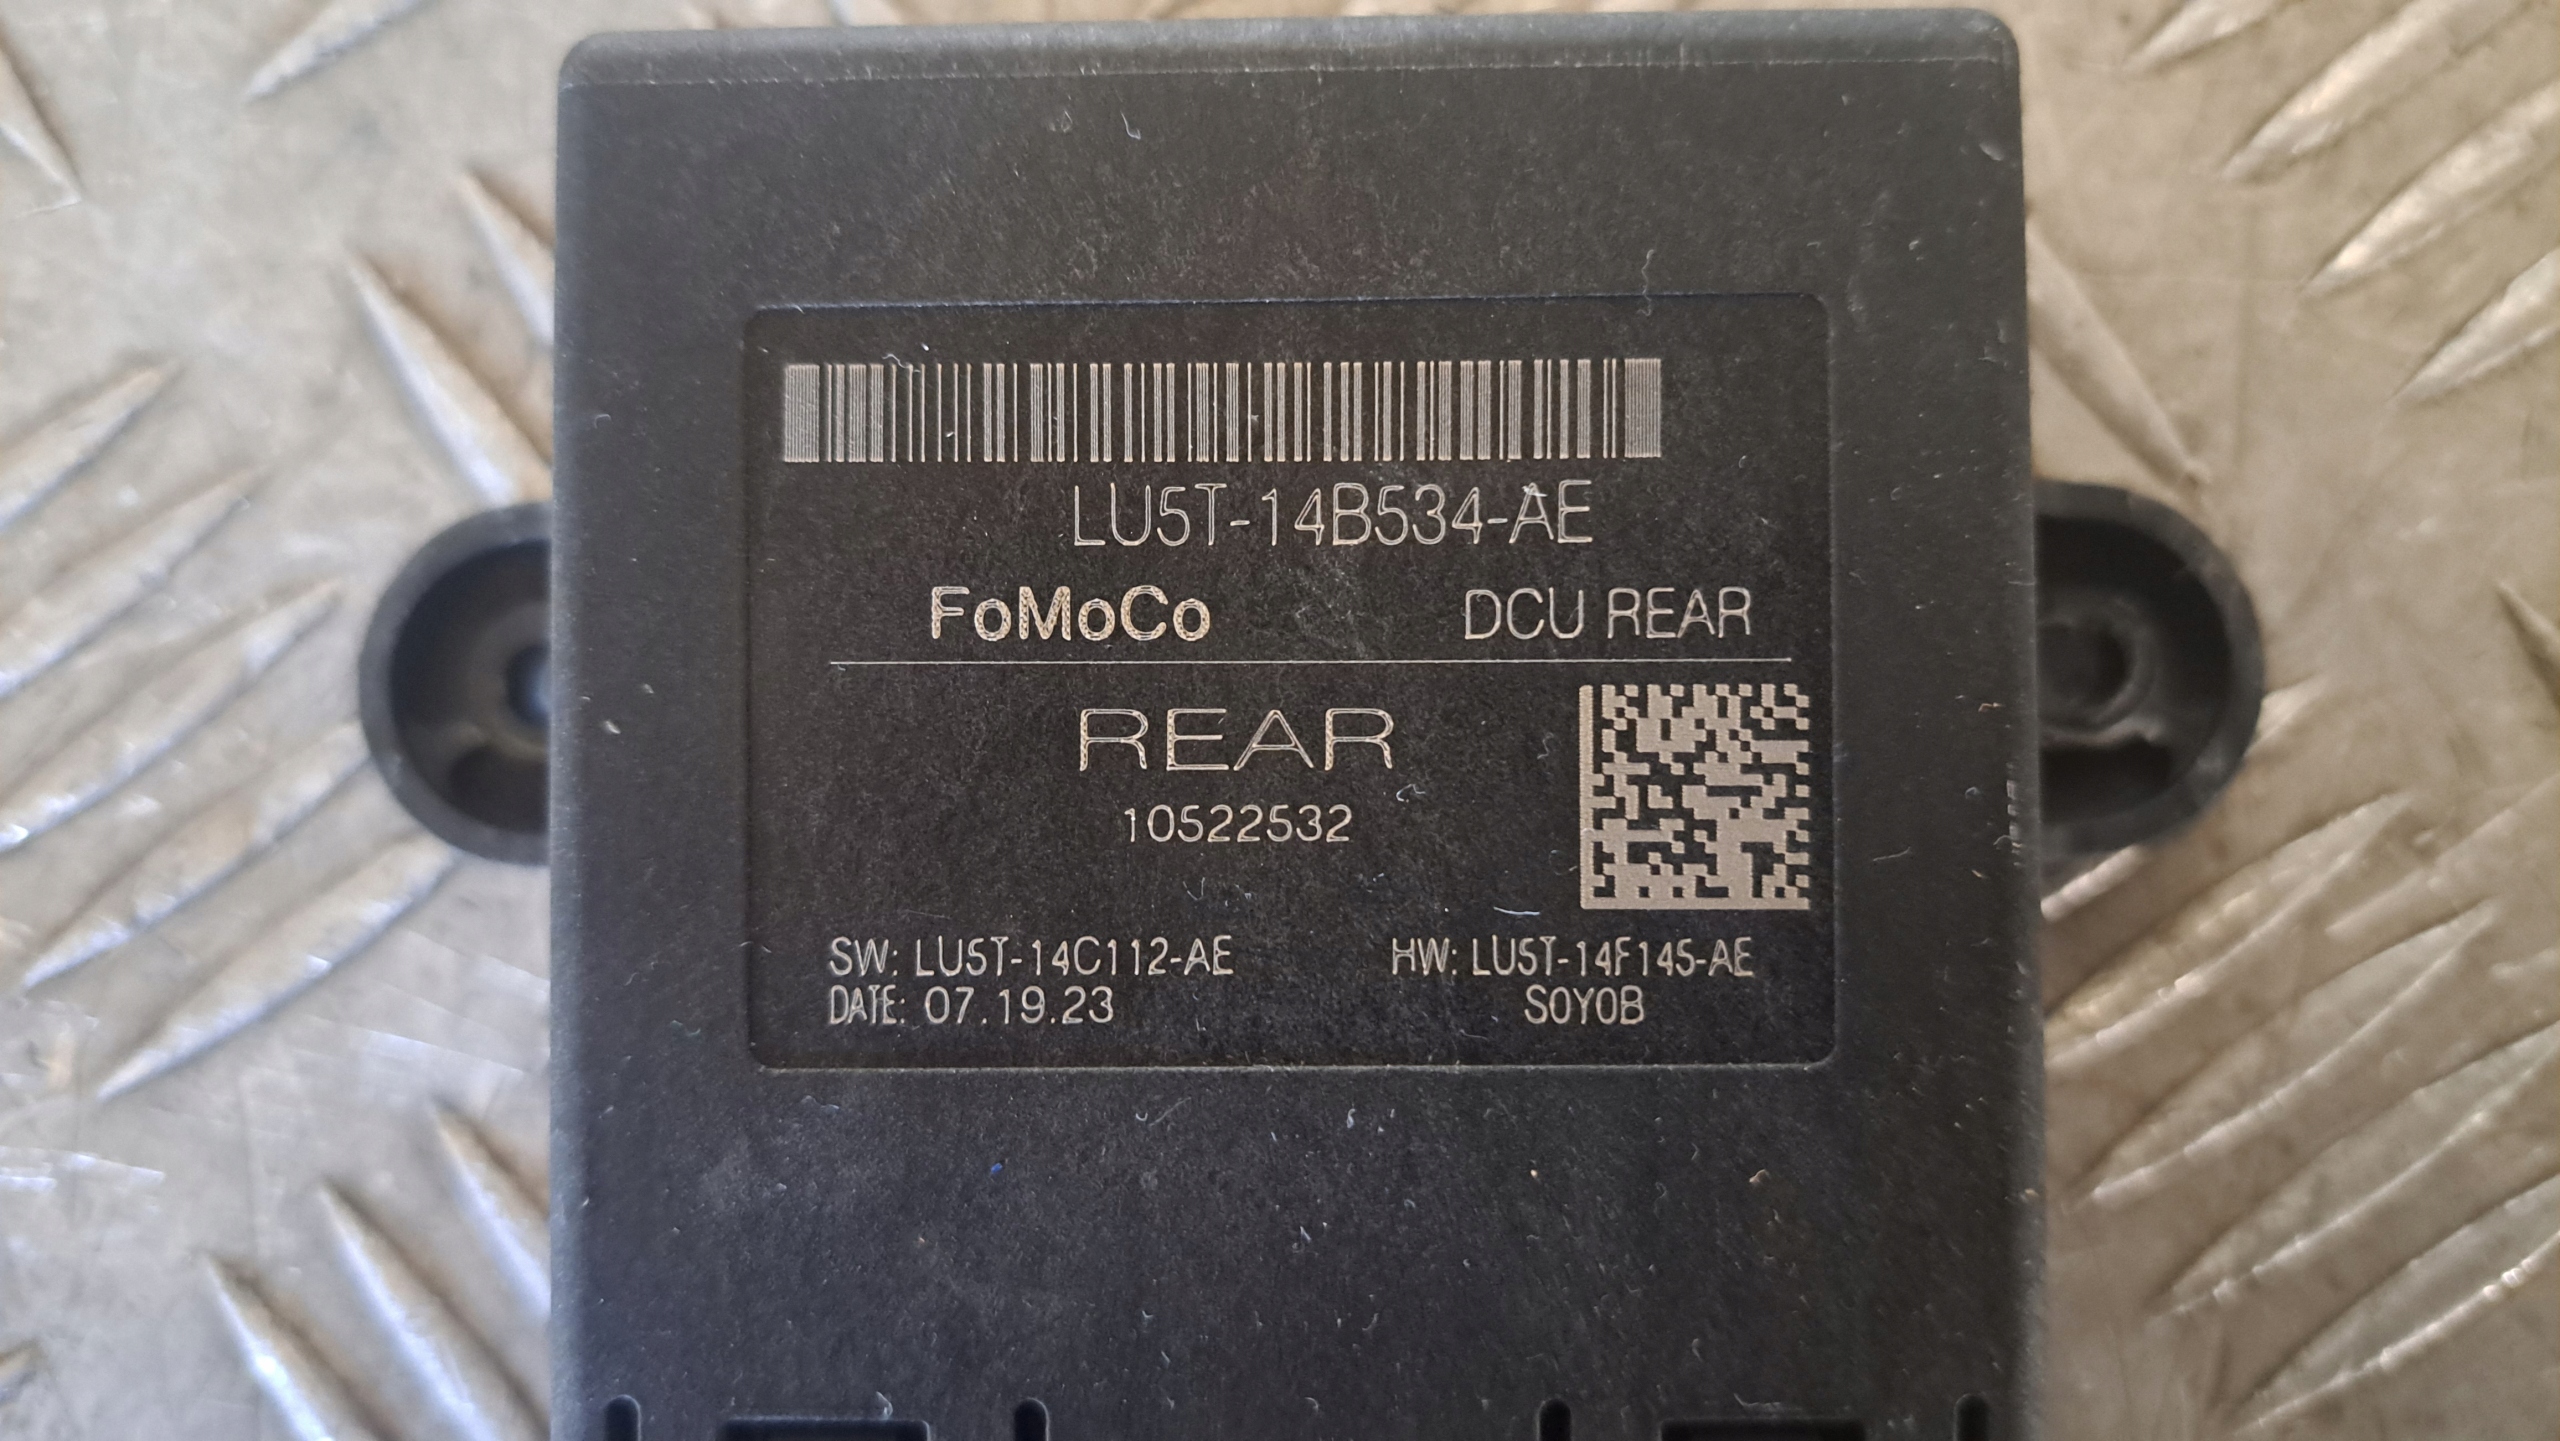 LU5T-14B534-AE
FoMoCo DCU REAR
REAR
10522532
SW: LU5T-14C112-AE HW: LU5T-14F145-AE
DATE: 07.19.23 S0Y0B